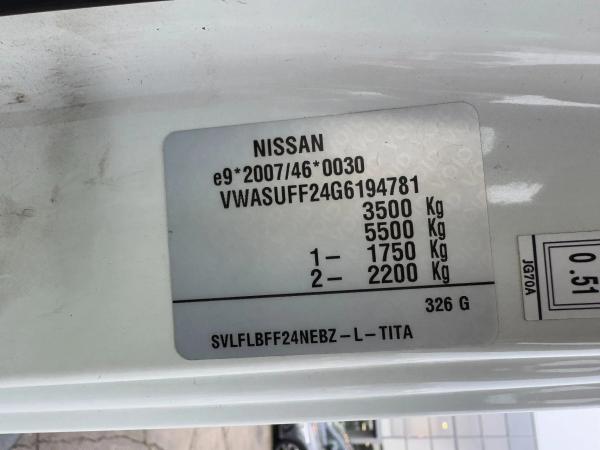 NISSAN
e9*2007/46*0030
VWASUFF24G6194781
3500 Kg
5500 Kg
1- 1750 Kg
2- 2200 Kg
326 G
SVLFLBFF24NEBZ-L-TITA
JG70A
0.51
VOID